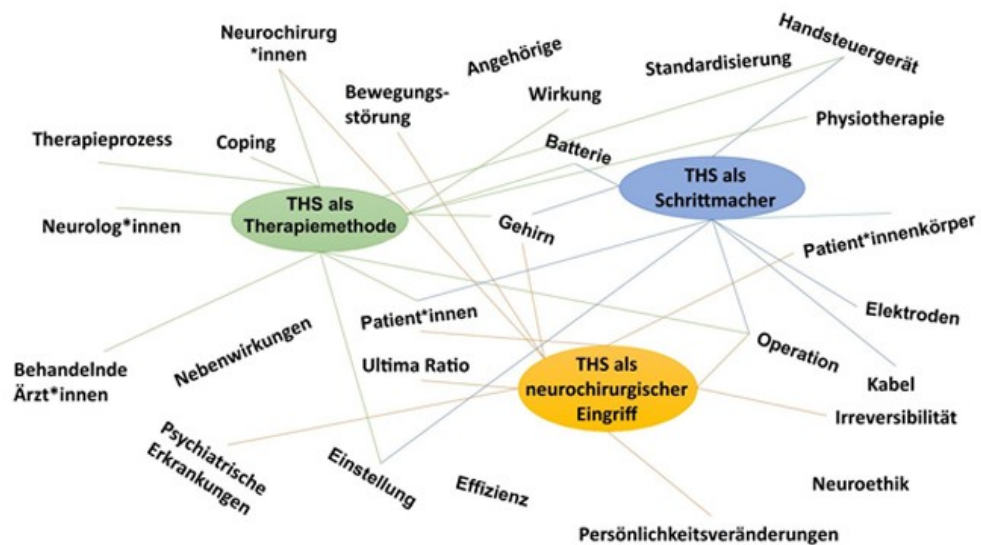 Neurochirurg
*innen
Angehörige
Handsteuergerät
Standardisierung
Bewegungs-
störung
Wirkung
Physiotherapie
Therapieprozess
Coping
Batterie
THS als
Schrittmacher
THS als
Therapiemethode
Neurolog*innen
Gehirn
Patient*innenkörper
Elektroden
Patient*innen
Nebenwirkungen
Operation
Behandelnde
Ärzt*innen
Ultima Ratio
THS als
neurochirurgischer
Eingriff
Kabel
Irreversibilität
Psychiatrische
Erkrankungen
Einstellung
Effizienz
Neuroethik
Persönlichkeitsveränderungen